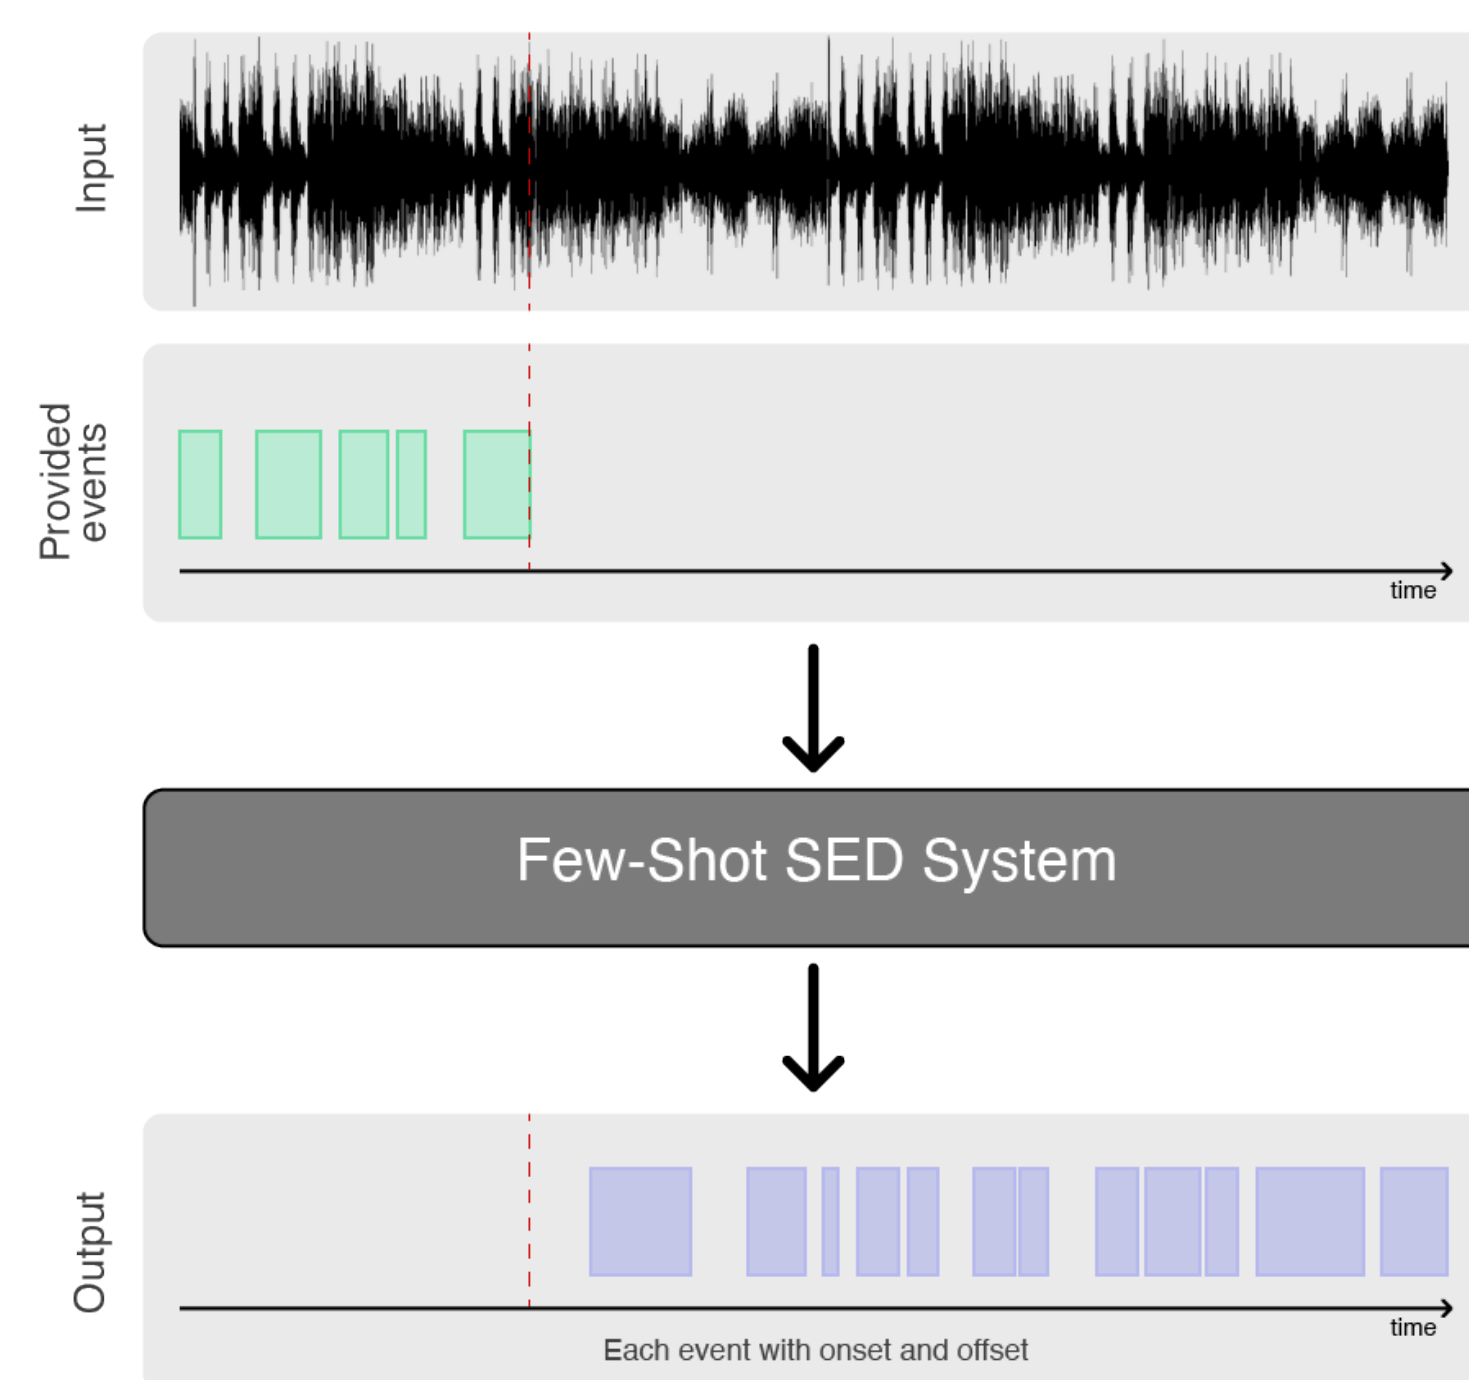 Input
Provided
events
time
Few-Shot SED System
Output
time
Each event with onset and offset